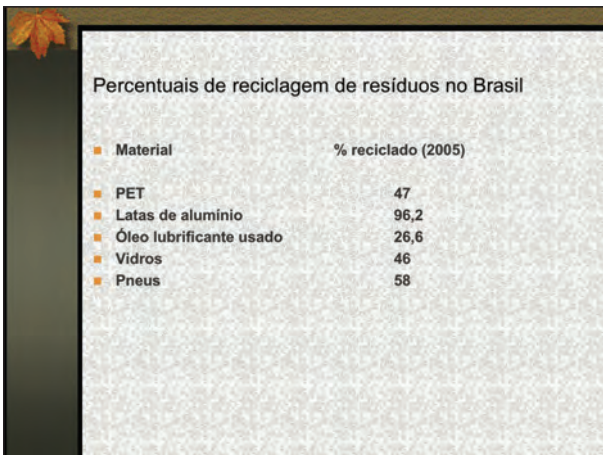 Percentuais de reciclagem de resíduos no Brasil
Material % reciclado (2005)
PET 47
Latas de alumínio 96,2
Óleo lubrificante usado 26,6
Vidros 46
Pneus 58